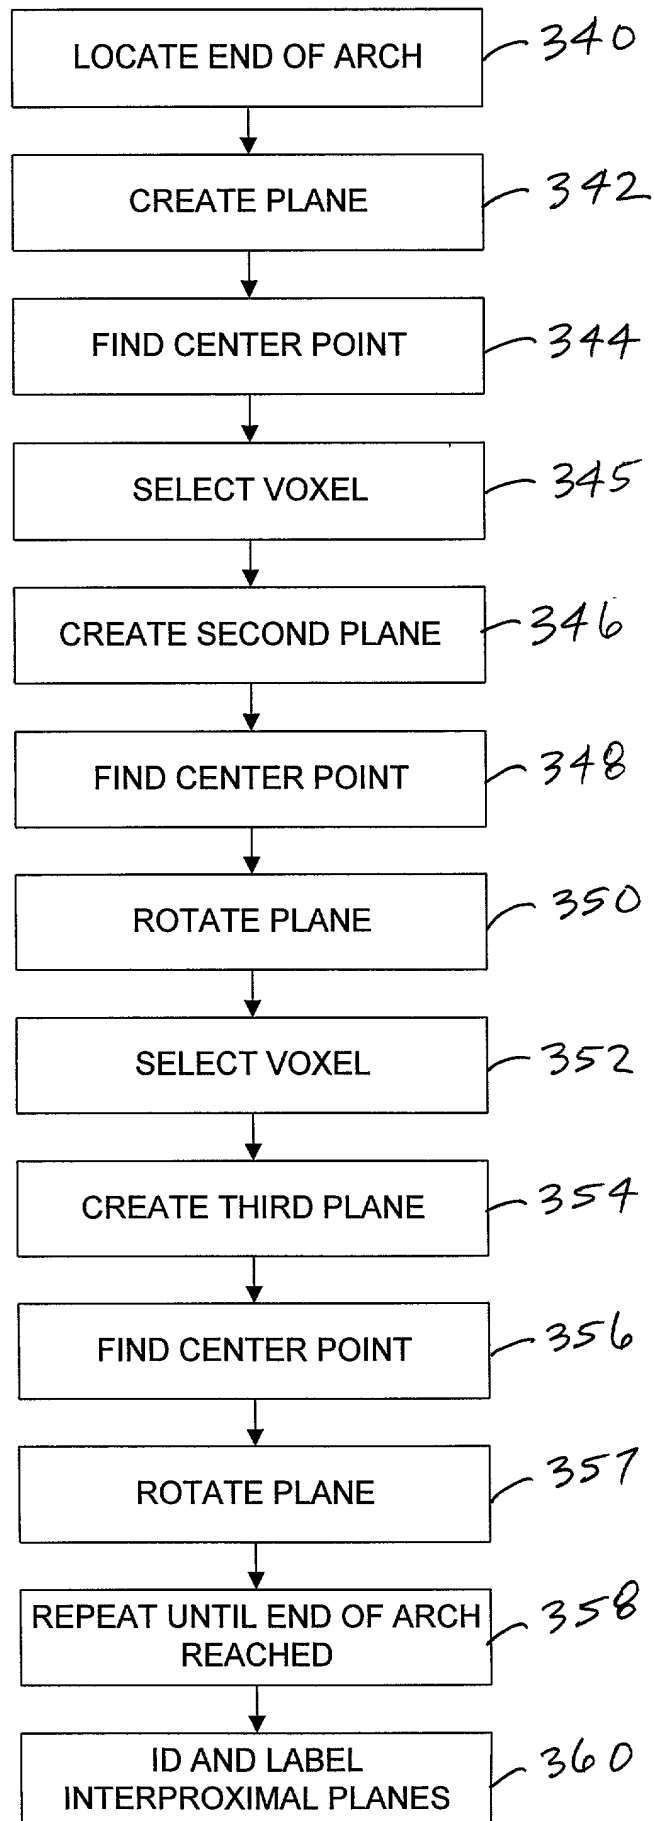 LOCATE END OF ARCH 340
CREATE PLANE 342
FIND CENTER POINT 344
SELECT VOXEL 345
CREATE SECOND PLANE 346
FIND CENTER POINT 348
ROTATE PLANE 350
SELECT VOXEL 352
CREATE THIRD PLANE 354
FIND CENTER POINT 356
ROTATE PLANE 357
REPEAT UNTIL END OF ARCH 358
REACHED
ID AND LABEL 360
INTERPROXIMAL PLANES